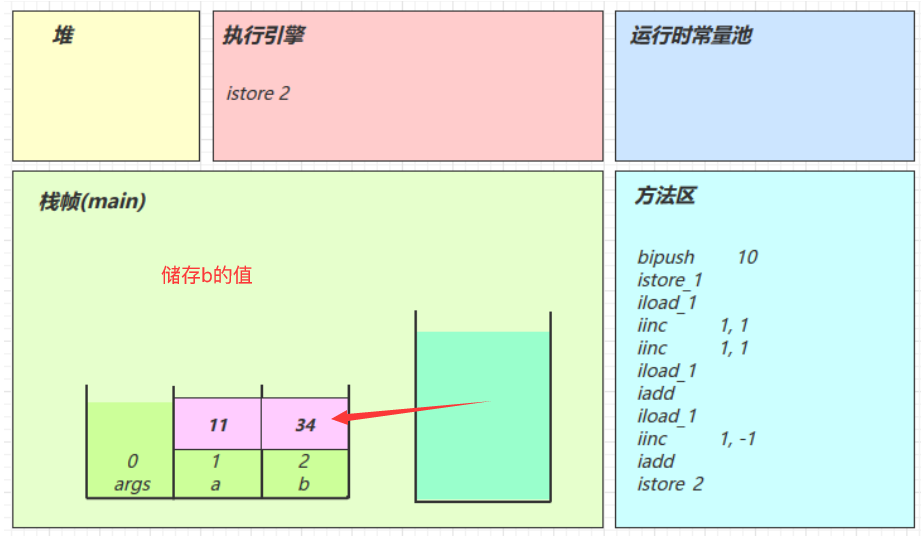 堆
执行引擎
istore 2
运行时常量池
栈帧(main)
储存b的值
11 34
0 1 2
args a b
方法区
bipush 10
istore_1
iload_1
iinc 1, 1
iinc 1, 1
iload_1
iadd
iload_1
iinc 1, -1
iadd
istore 2